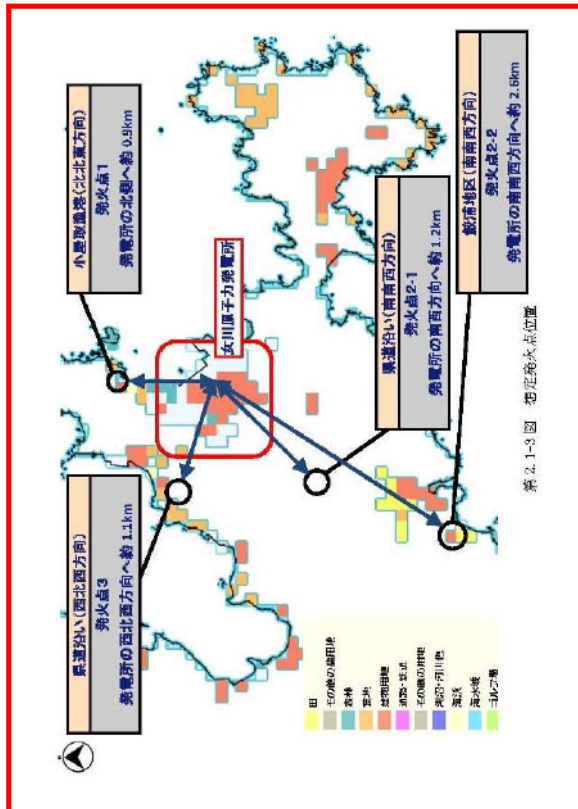 小屋取漁港(北北東方向)
発火点1
発電所の北側へ約 0.9km
県道沿い(西北西方向)
発火点3
発電所の西北西方向へ約 1.1km
女川原子力発電所
県道沿い(南南西方向)
発火点2-1
発電所の南西方向へ約 1.2km
鮫浦地区(南南西方向)
発火点2-2
発電所の南南西方向へ約 2.6km
田
その他の農用地
森林
荒地
建物用地
道路・鉄道
その他の用地
湖沼・河川色
海浜
海水域
ゴルフ場
第 2.1-3 図 想定発火点位置